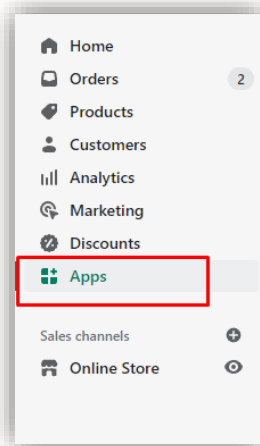 Home
Orders 2
Products
Customers
Analytics
Marketing
Discounts
Apps
Sales channels
Online Store